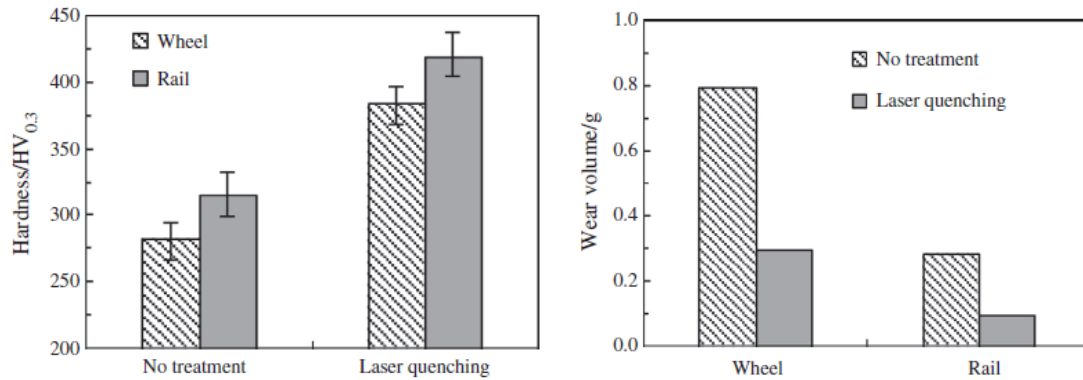 450
400
350
300
250
200
Hardness/HV0.3
Wheel
Rail
No treatment Laser quenching
1.0
0.8
0.6
0.4
0.2
0.0
Wear volume/g
No treatment
Laser quenching
Wheel Rail